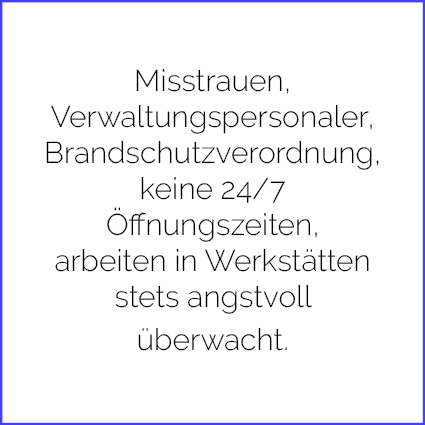 Misstrauen,
Verwaltungspersonaler,
Brandschutzverordnung,
keine 24/7
Öffnungszeiten,
arbeiten in Werkstätten
stets angstvoll
überwacht.